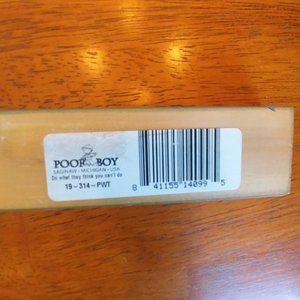 POOR BOY
SAGINAW · MICHIGAN · USA
Do what they think you can't do
19-314-PWT
8 41155 14099 5